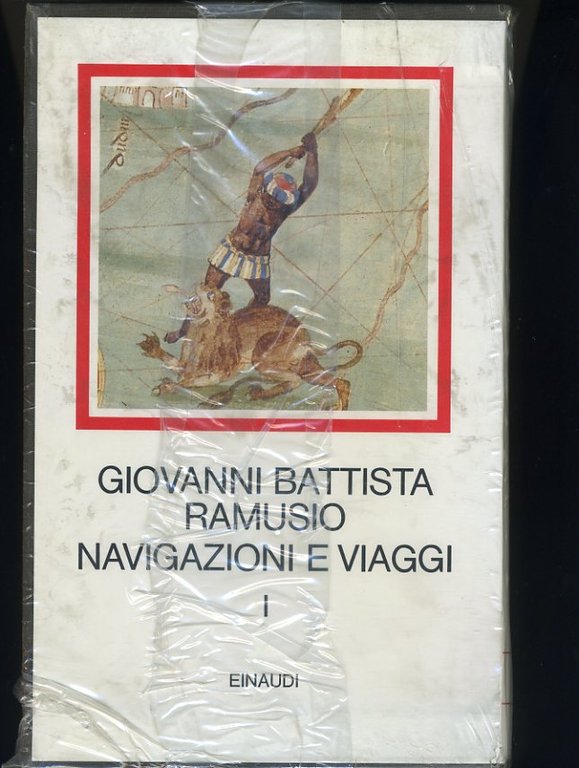 GIOVANNI BATTISTA
RAMUSIO
NAVIGAZIONI E VIAGGI
I
EINAUDI